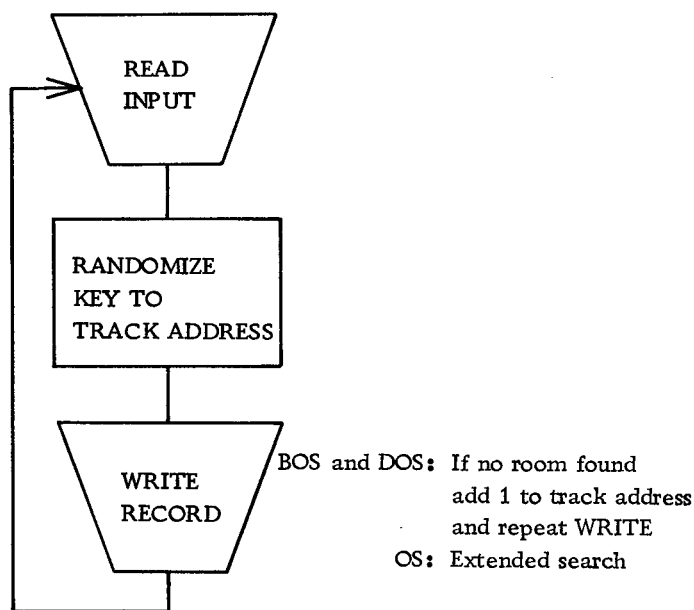 READ
INPUT
RANDOMIZE
KEY TO
TRACK ADDRESS
WRITE
RECORD
BOS and DOS: If no room found
add 1 to track address
and repeat WRITE
OS: Extended search